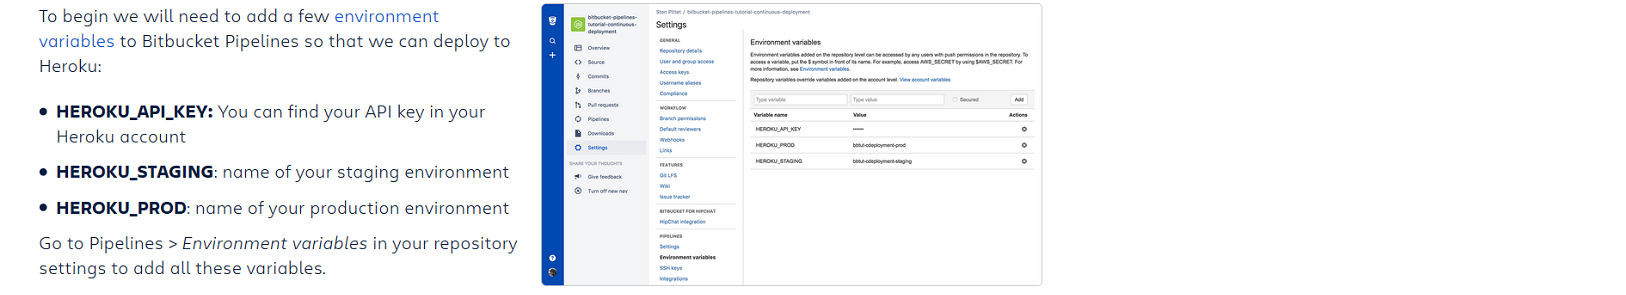 To begin we will need to add a few environment
variables to Bitbucket Pipelines so that we can deploy to
Heroku:
HEROKU_API_KEY: You can find your API key in your
Heroku account
HEROKU_STAGING: name of your staging environment
HEROKU_PROD: name of your production environment
Go to Pipelines > Environment variables in your repository
settings to add all these variables.
bitbucket-pipelines-
tutorial-continuous-
deployment
Overview
Source
Commits
Branches
Pull requests
Pipelines
Downloads
Settings
SHARE YOUR THOUGHTS
Give feedback
Turn off new nav
Sten Pittet / bitbucket-pipelines-tutorial-continuous-deployment
Settings
GENERAL
Repository details
User and group access
Access keys
Username aliases
Compliance
WORKFLOW
Branch permissions
Default reviewers
Webhooks
Links
FEATURES
Git LFS
Wiki
Issue tracker
BITBUCKET FOR HIPCHAT
HipChat integration
PIPELINES
Settings
Environment variables
SSH keys
Integrations
Environment variables
Environment variables added on the repository level can be accessed by any users with push permissions in the repository. To
access a variable, put the $ symbol in front of its name. For example, access AWS_SECRET by using $AWS_SECRET. For
more information, see Environment variables.
Repository variables override variables added on the account level. View account variables
Type variable Type value Secured Add
Variable name Value Actions
HEROKU_API_KEY ••••••
HEROKU_PROD bbtut-cdeployment-prod
HEROKU_STAGING bbtut-cdeployment-staging